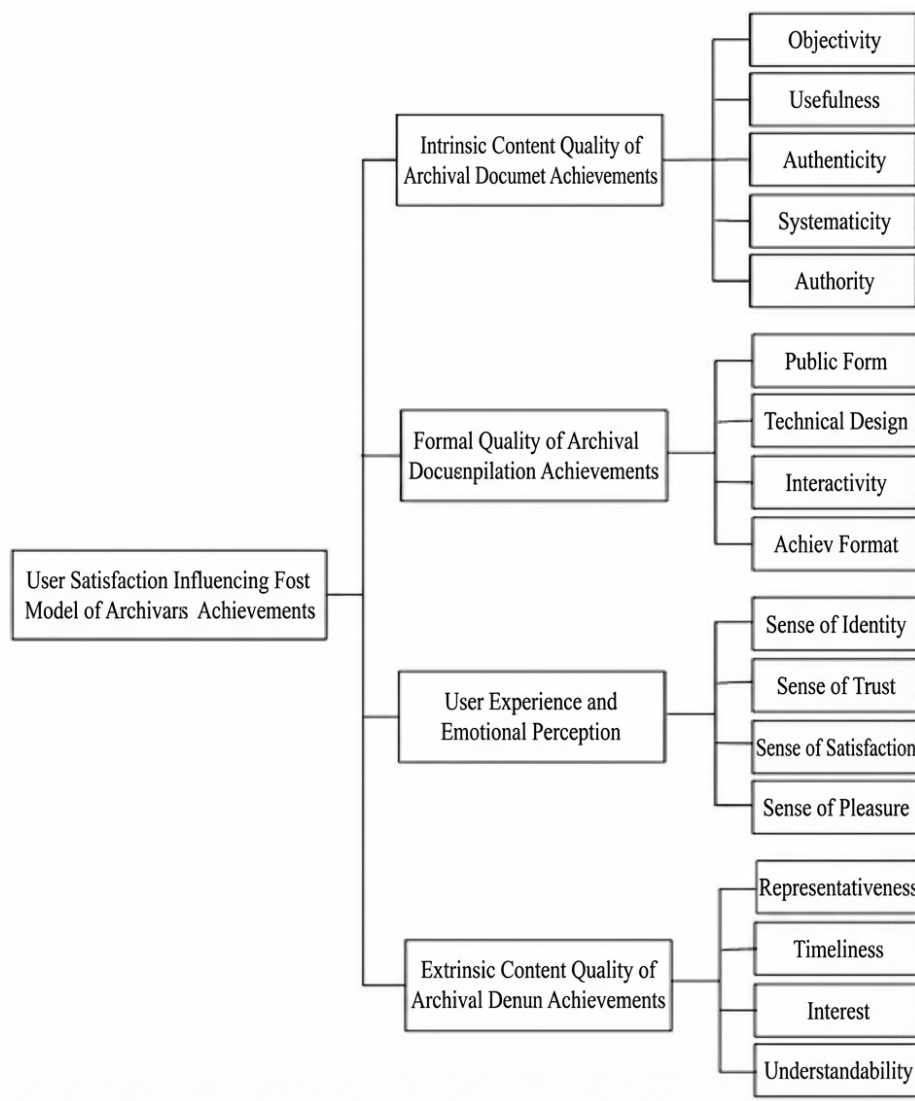 Objectivity
Usefulness
Intrinsic Content Quality of
Archival Documet Achievements
Authenticity
Systematicity
Authority
Public Form
Technical Design
Formal Quality of Archival
Docusnpilation Achievements
Interactivity
Achiev Format
User Satisfaction Influencing Fost
Model of Archivars Achievements
Sense of Identity
Sense of Trust
User Experience and
Emotional Perception
Sense of Satisfaction
Sense of Pleasure
Representativeness
Timeliness
Extrinsic Content Quality of
Archival Denun Achievements
Interest
Understandability